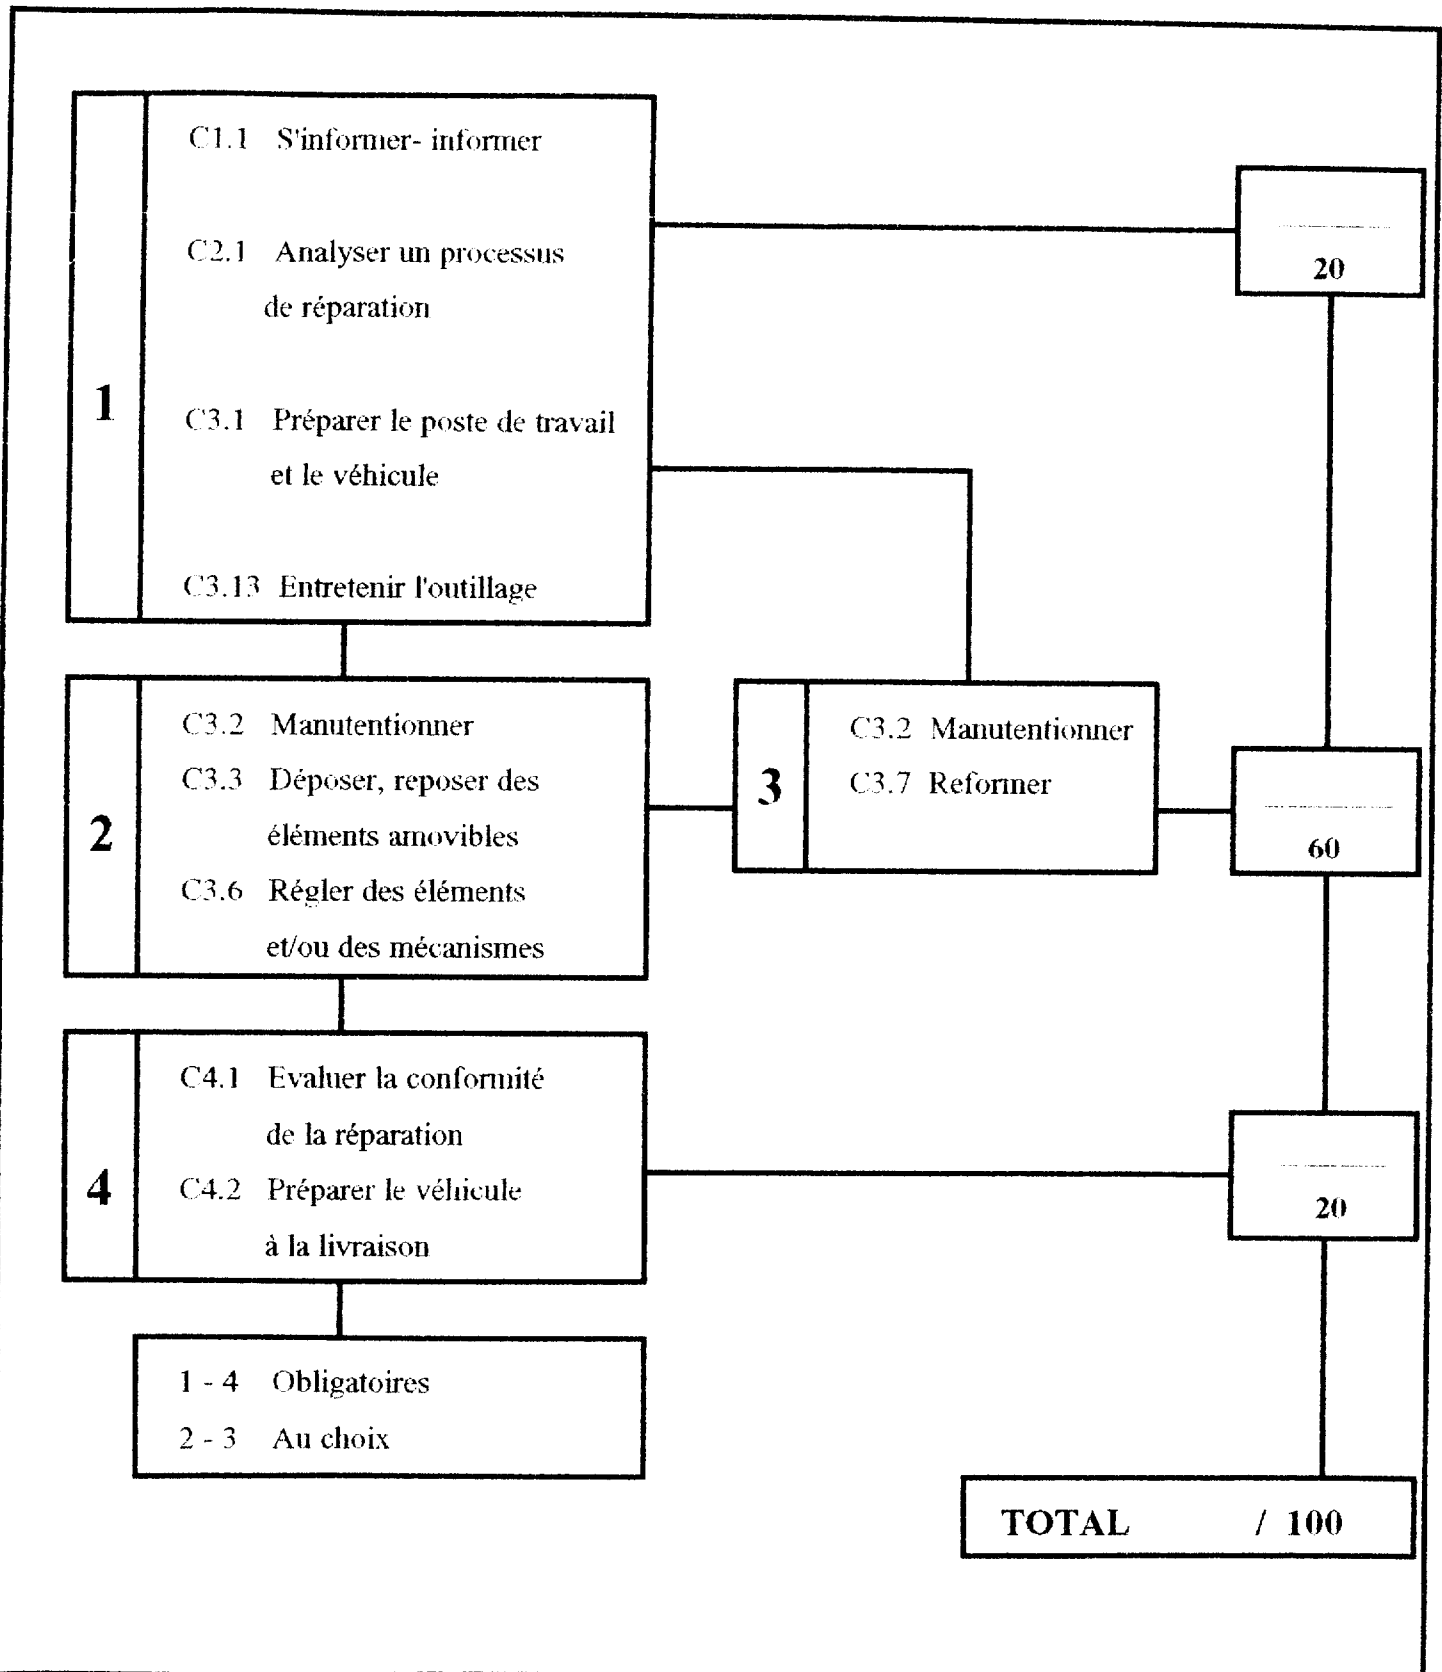 1
C1.1 S'informer- informer
C2.1 Analyser un processus
de réparation
C3.1 Préparer le poste de travail
et le véhicule
C3.13 Entretenir l'outillage
20
2
C3.2 Manutentionner
C3.3 Déposer, reposer des
éléments amovibles
C3.6 Régler des éléments
et/ou des mécanismes
3
C3.2 Manutentionner
C3.7 Reformer
60
4
C4.1 Evaluer la conformité
de la réparation
C4.2 Préparer le véhicule
à la livraison
20
1 - 4 Obligatoires
2 - 3 Au choix
TOTAL / 100